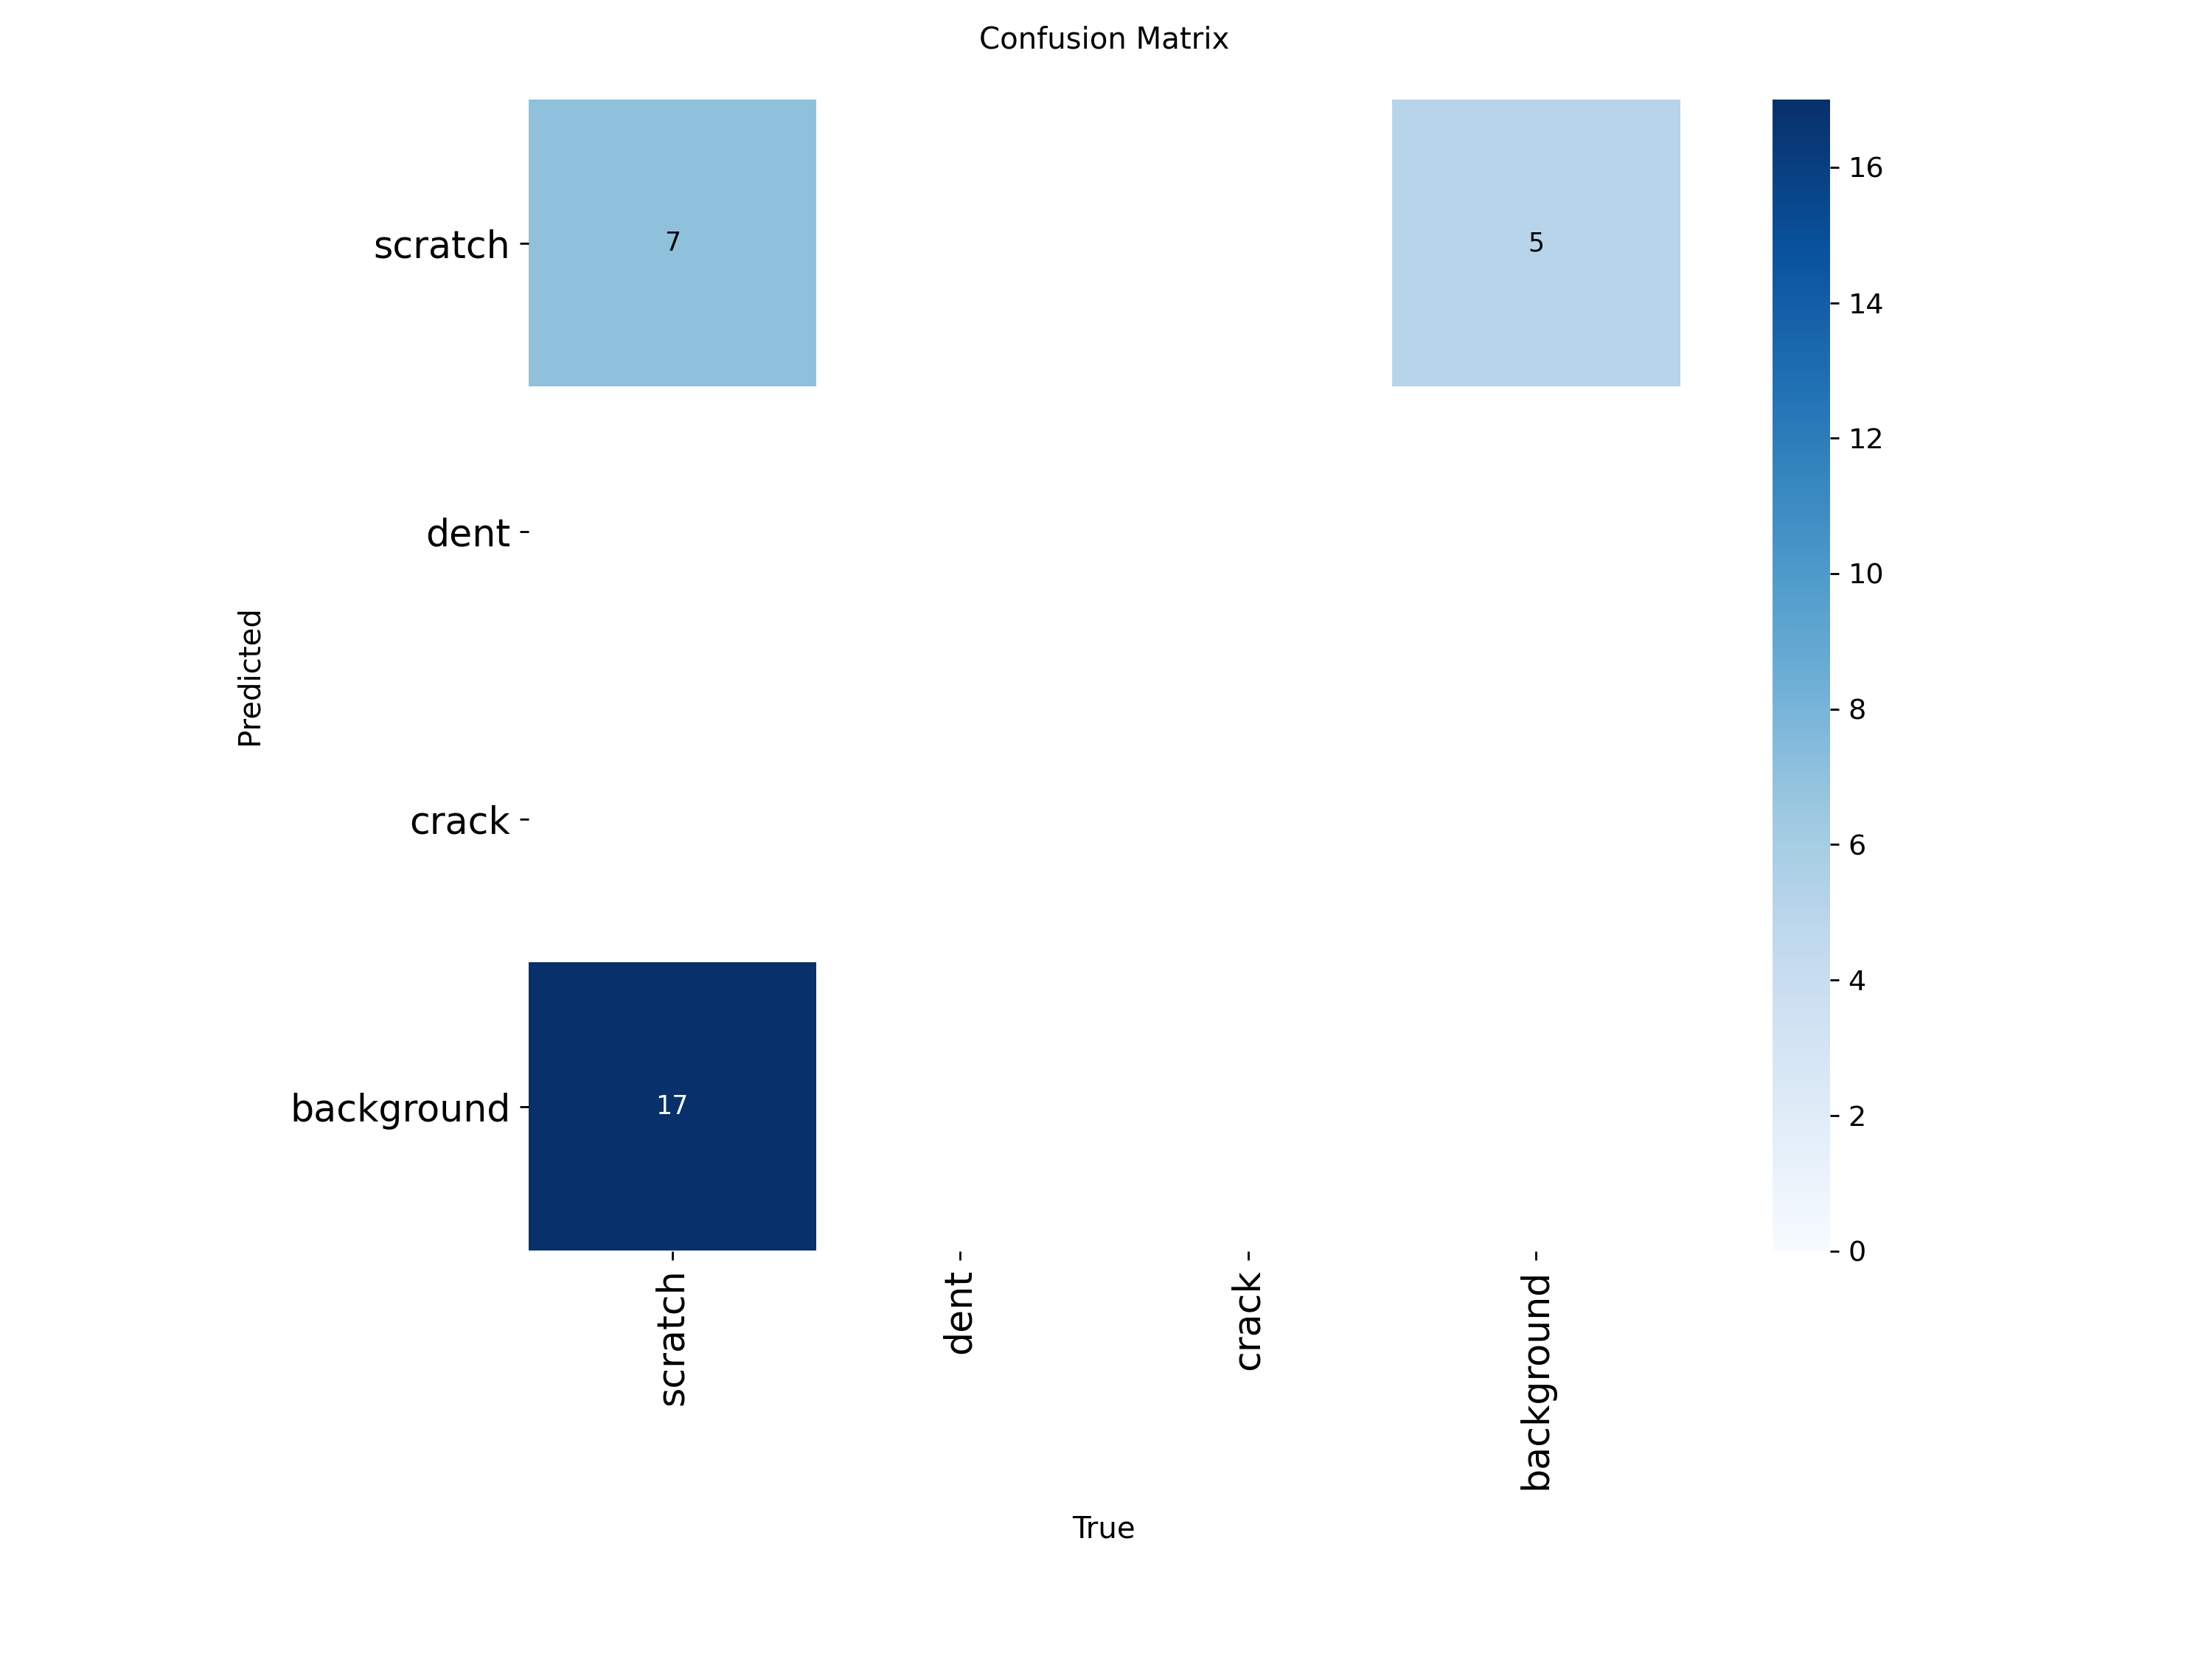 Confusion Matrix
scratch
dent
crack
background
Predicted
7
5
17
16
14
12
10
8
6
4
2
0
scratch
dent
crack
background
True